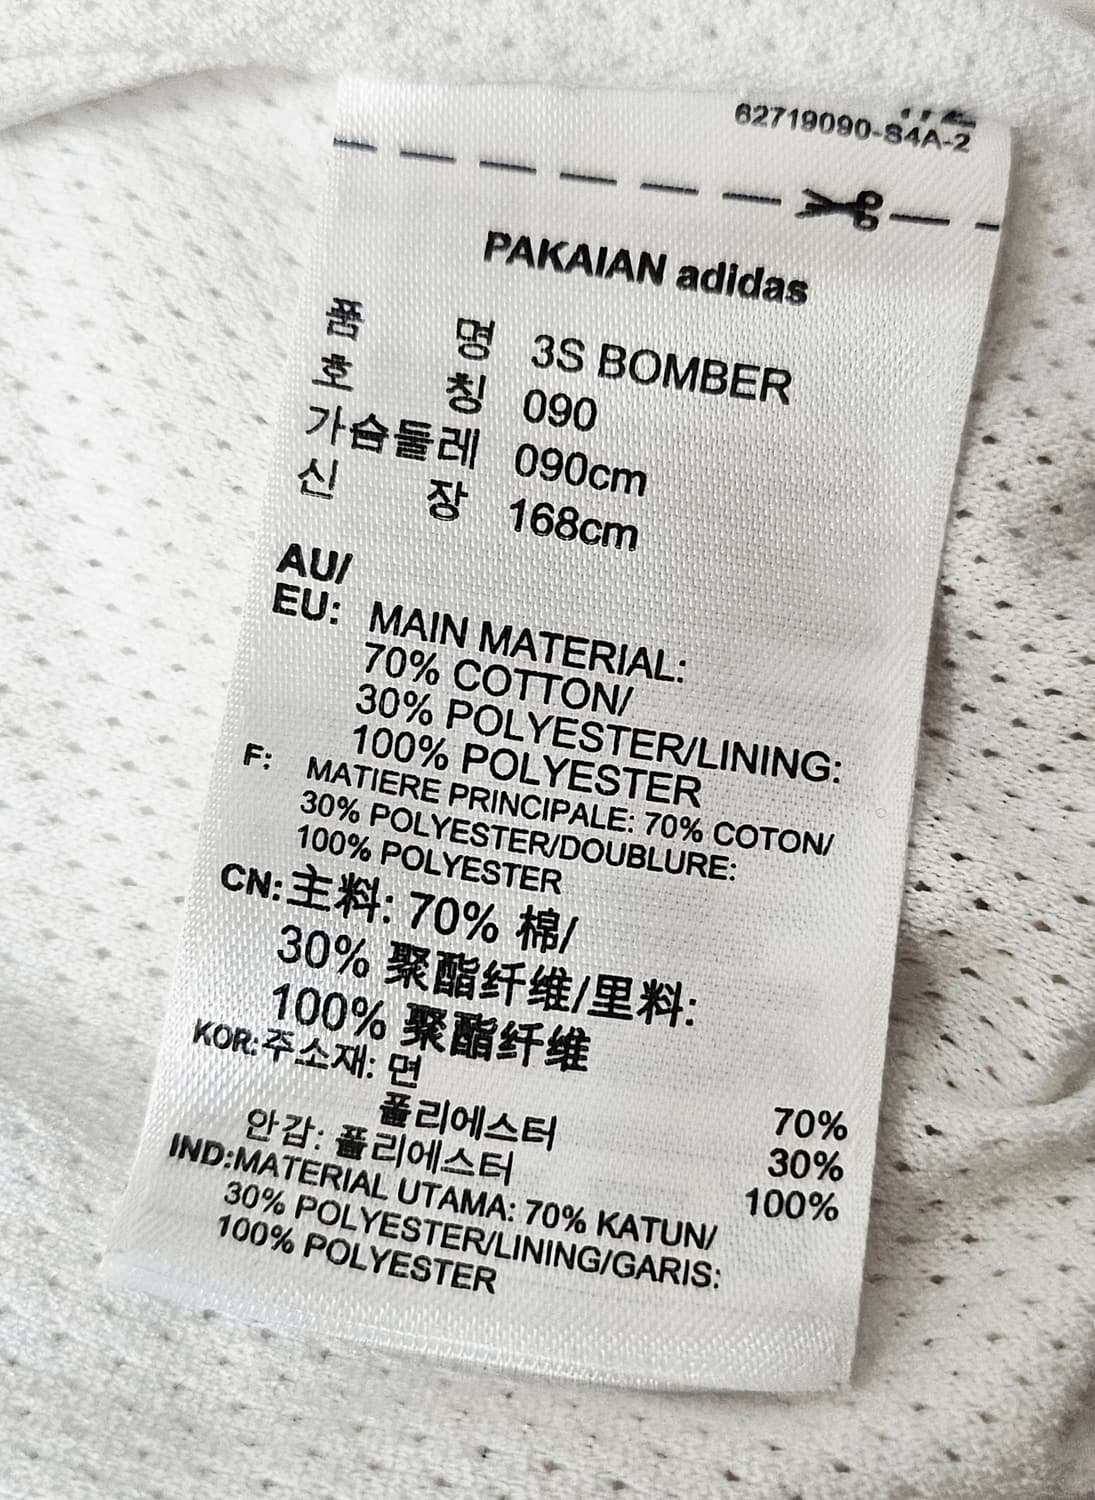 62719090-S4A-2
PAKAIAN adidas
품 명 3S BOMBER
호 칭 090
가슴둘레 090cm
신 장 168cm
AU/
EU: MAIN MATERIAL:
70% COTTON/
30% POLYESTER/LINING:
100% POLYESTER
F: MATIERE PRINCIPALE: 70% COTON/
30% POLYESTER/DOUBLURE:
100% POLYESTER
CN:主料: 70% 棉/
30% 聚酯纤维/里料:
100% 聚酯纤维
KOR:주소재: 면 70%
폴리에스터 30%
안감: 폴리에스터 100%
IND:MATERIAL UTAMA: 70% KATUN/
30% POLYESTER/LINING/GARIS:
100% POLYESTER